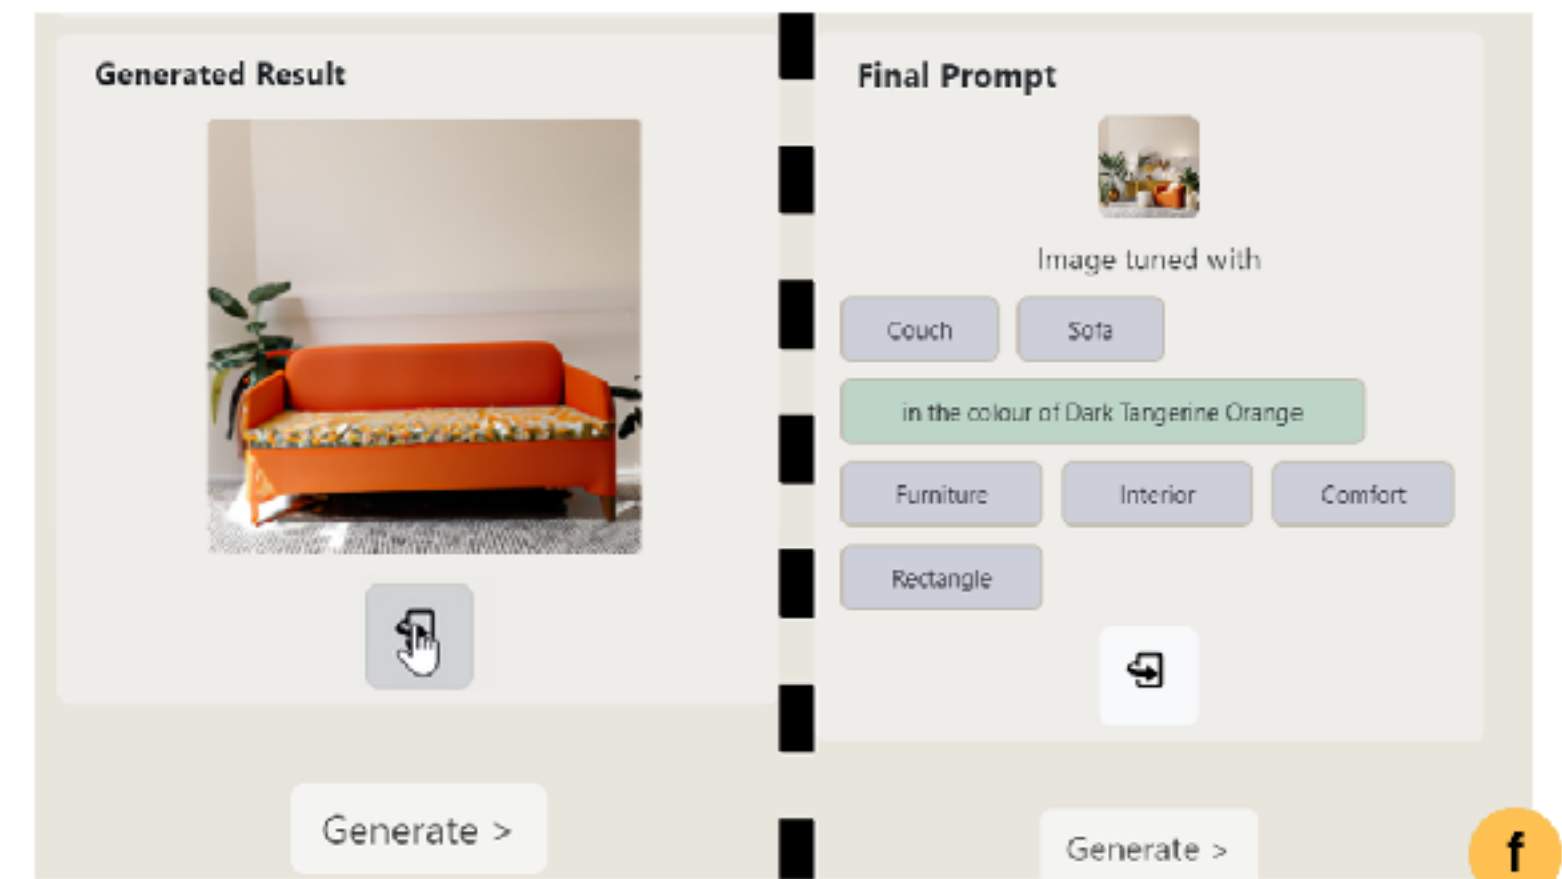 Generated Result
Generate >
Final Prompt
Image tuned with
Couch
Sofa
in the colour of Dark Tangerine Orange
Furniture
Interior
Comfort
Rectangle
Generate >
f